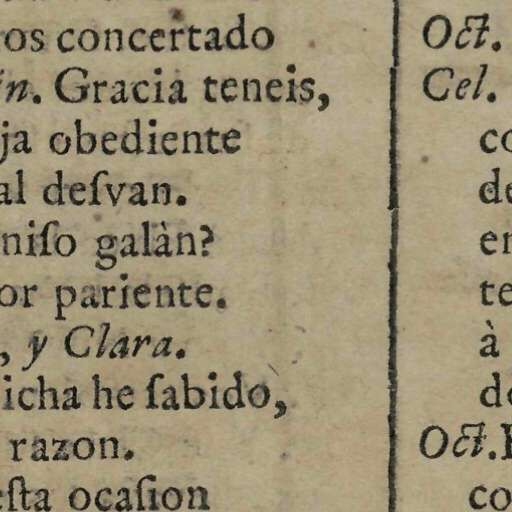 os concertado
in. Gracia teneis,
ja obediente
al desvan.
niſo galàn?
or pariente.
, y Clara.
icha he ſabido,
razon.
eſta ocaſion
Oct.
Cel.
co
de
en
te
à
de
Oct.
co